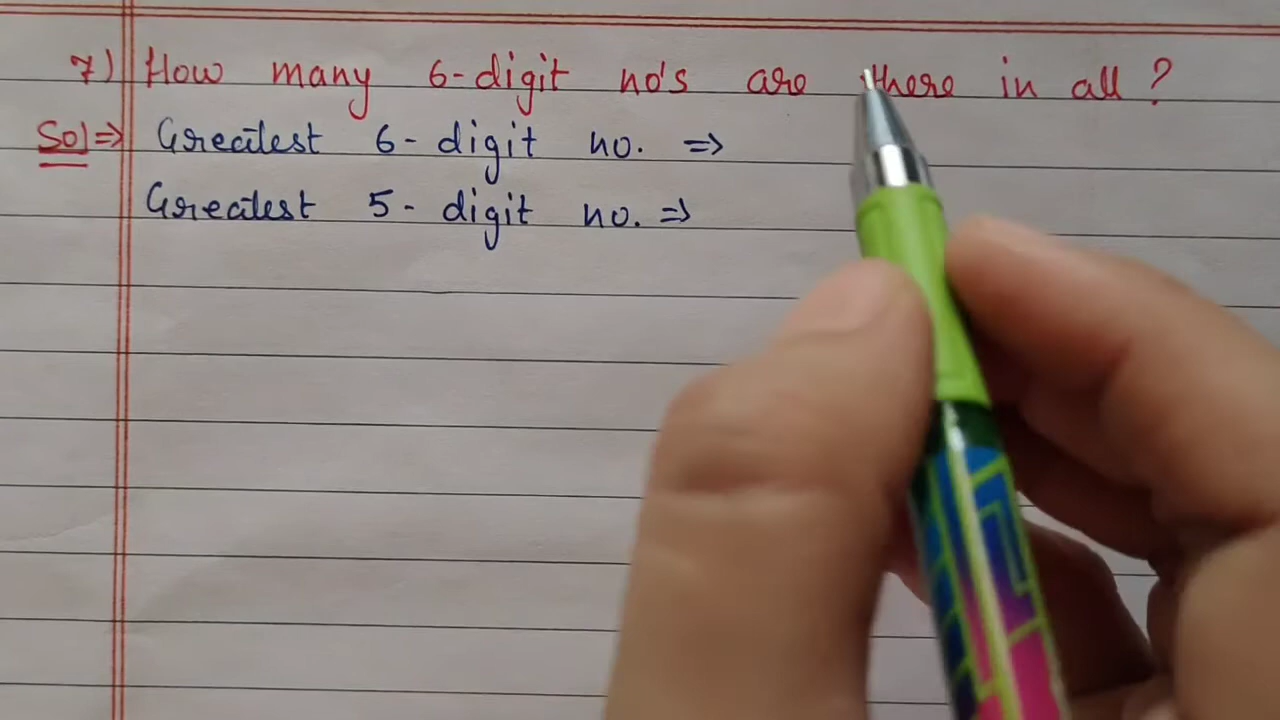 7) How many 6-digit no's are there in all ?
Sol => Greatest 6 - digit no. =>
Greatest 5 - digit no. =>